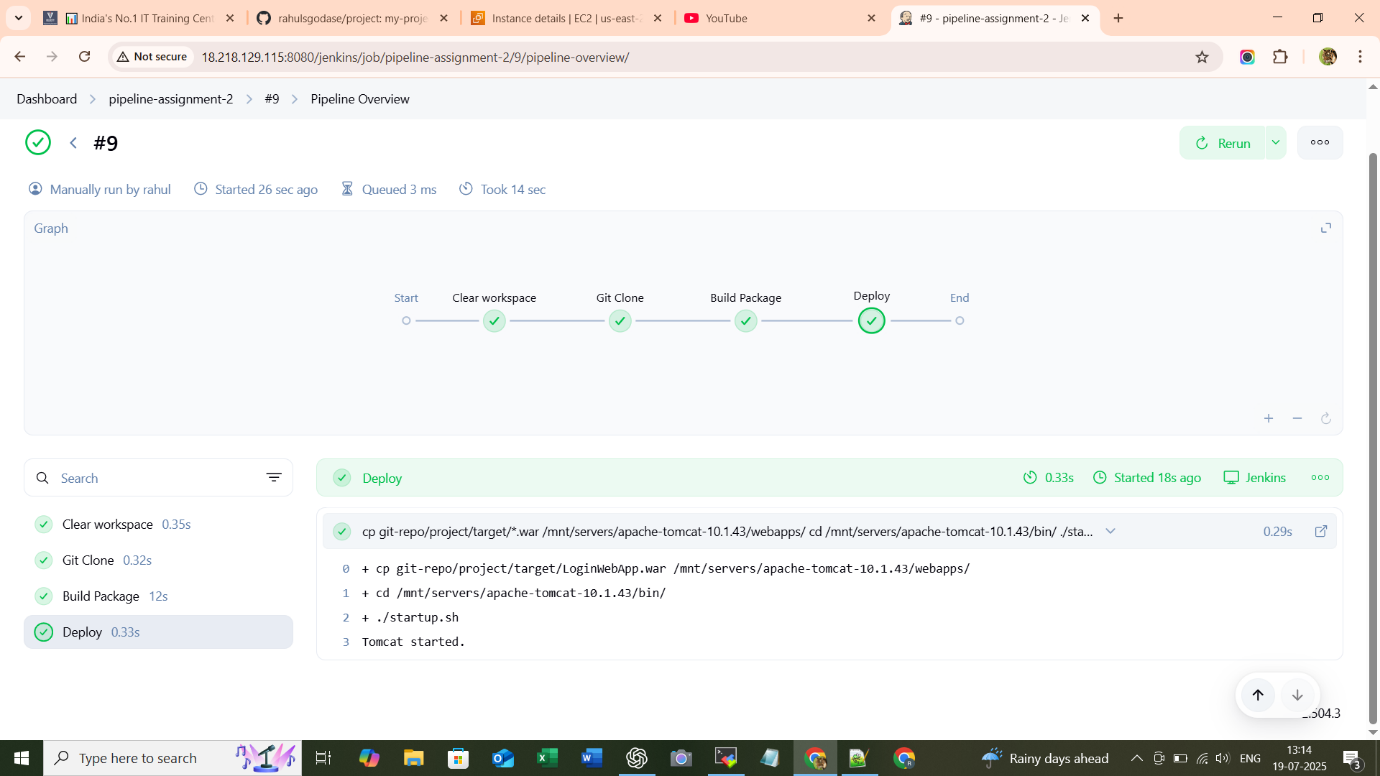 India's No.1 IT Training Cent
rahulsgodase/project: my-proje
Instance details | EC2 | us-east-
YouTube
#9 - pipeline-assignment-2 - Je
Not secure
18.218.129.115:8080/jenkins/job/pipeline-assignment-2/9/pipeline-overview/
Dashboard > pipeline-assignment-2 > #9 > Pipeline Overview
#9
Rerun
Manually run by rahul
Started 26 sec ago
Queued 3 ms
Took 14 sec
Graph
Start
Clear workspace
Git Clone
Build Package
Deploy
End
Search
Clear workspace 0.35s
Git Clone 0.32s
Build Package 12s
Deploy 0.33s
Deploy
0.33s
Started 18s ago
Jenkins
cp git-repo/project/target/*.war /mnt/servers/apache-tomcat-10.1.43/webapps/ cd /mnt/servers/apache-tomcat-10.1.43/bin/ ./sta...
0.29s
0 + cp git-repo/project/target/LoginWebApp.war /mnt/servers/apache-tomcat-10.1.43/webapps/
1 + cd /mnt/servers/apache-tomcat-10.1.43/bin/
2 + ./startup.sh
3 Tomcat started.
.504.3
Type here to search
Rainy days ahead
ENG
13:14
19-07-2025
3